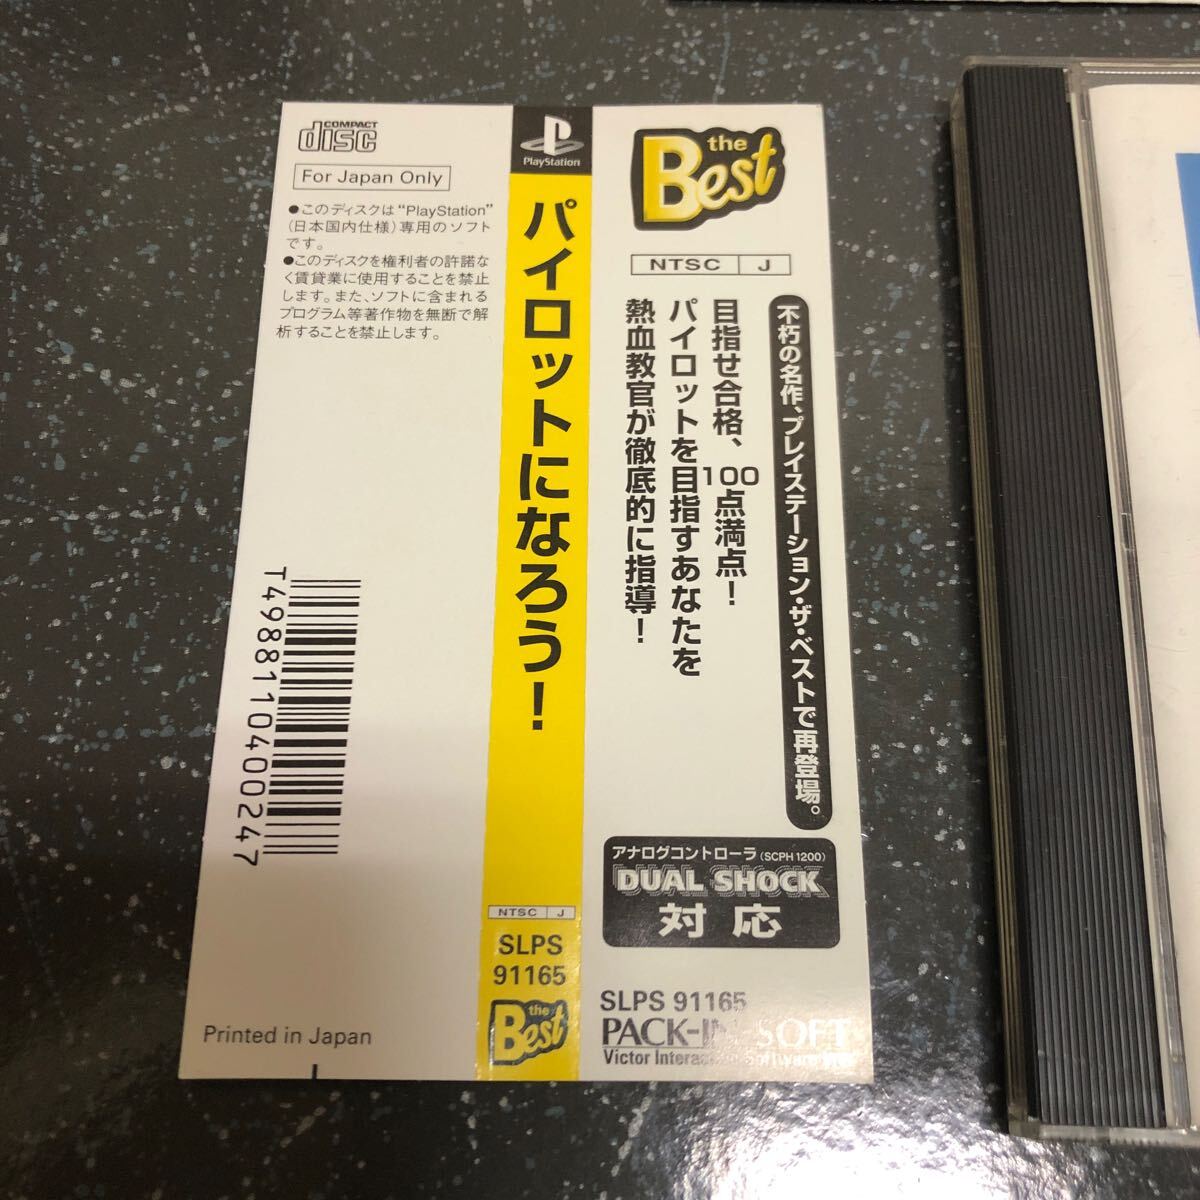 COMPACT
disc
For Japan Only
●このディスクは“PlayStation”
(日本国内仕様)専用のソフト
です。
●このディスクを権利者の許諾な
く賃貸業に使用することを禁止
します。また、ソフトに含まれる
プログラム等著作物を無断で解
析することを禁止します。
T4988110400247
Printed in Japan
PlayStation
パイロットになろう!
NTSC J
SLPS
91165
the
Best
the
Best
NTSC J
不朽の名作、プレイステーション・ザ・ベストで再登場。
目指せ合格、100点満点!
パイロットを目指すあなたを
熱血教官が徹底的に指導!
アナログコントローラ(SCPH 1200)
DUAL SHOCK
対応
SLPS 91165
PACK-IN SOFT
Victor Interactive Software